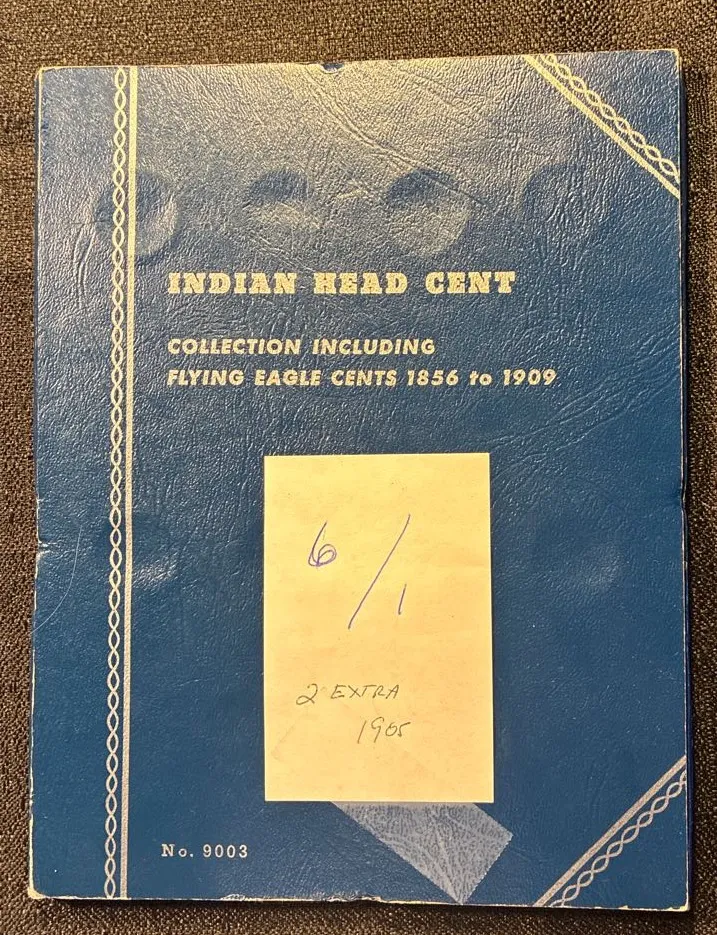 INDIAN HEAD CENT
COLLECTION INCLUDING
FLYING EAGLE CENTS 1856 to 1909
6/1
2 EXTRA
1905
No. 9003